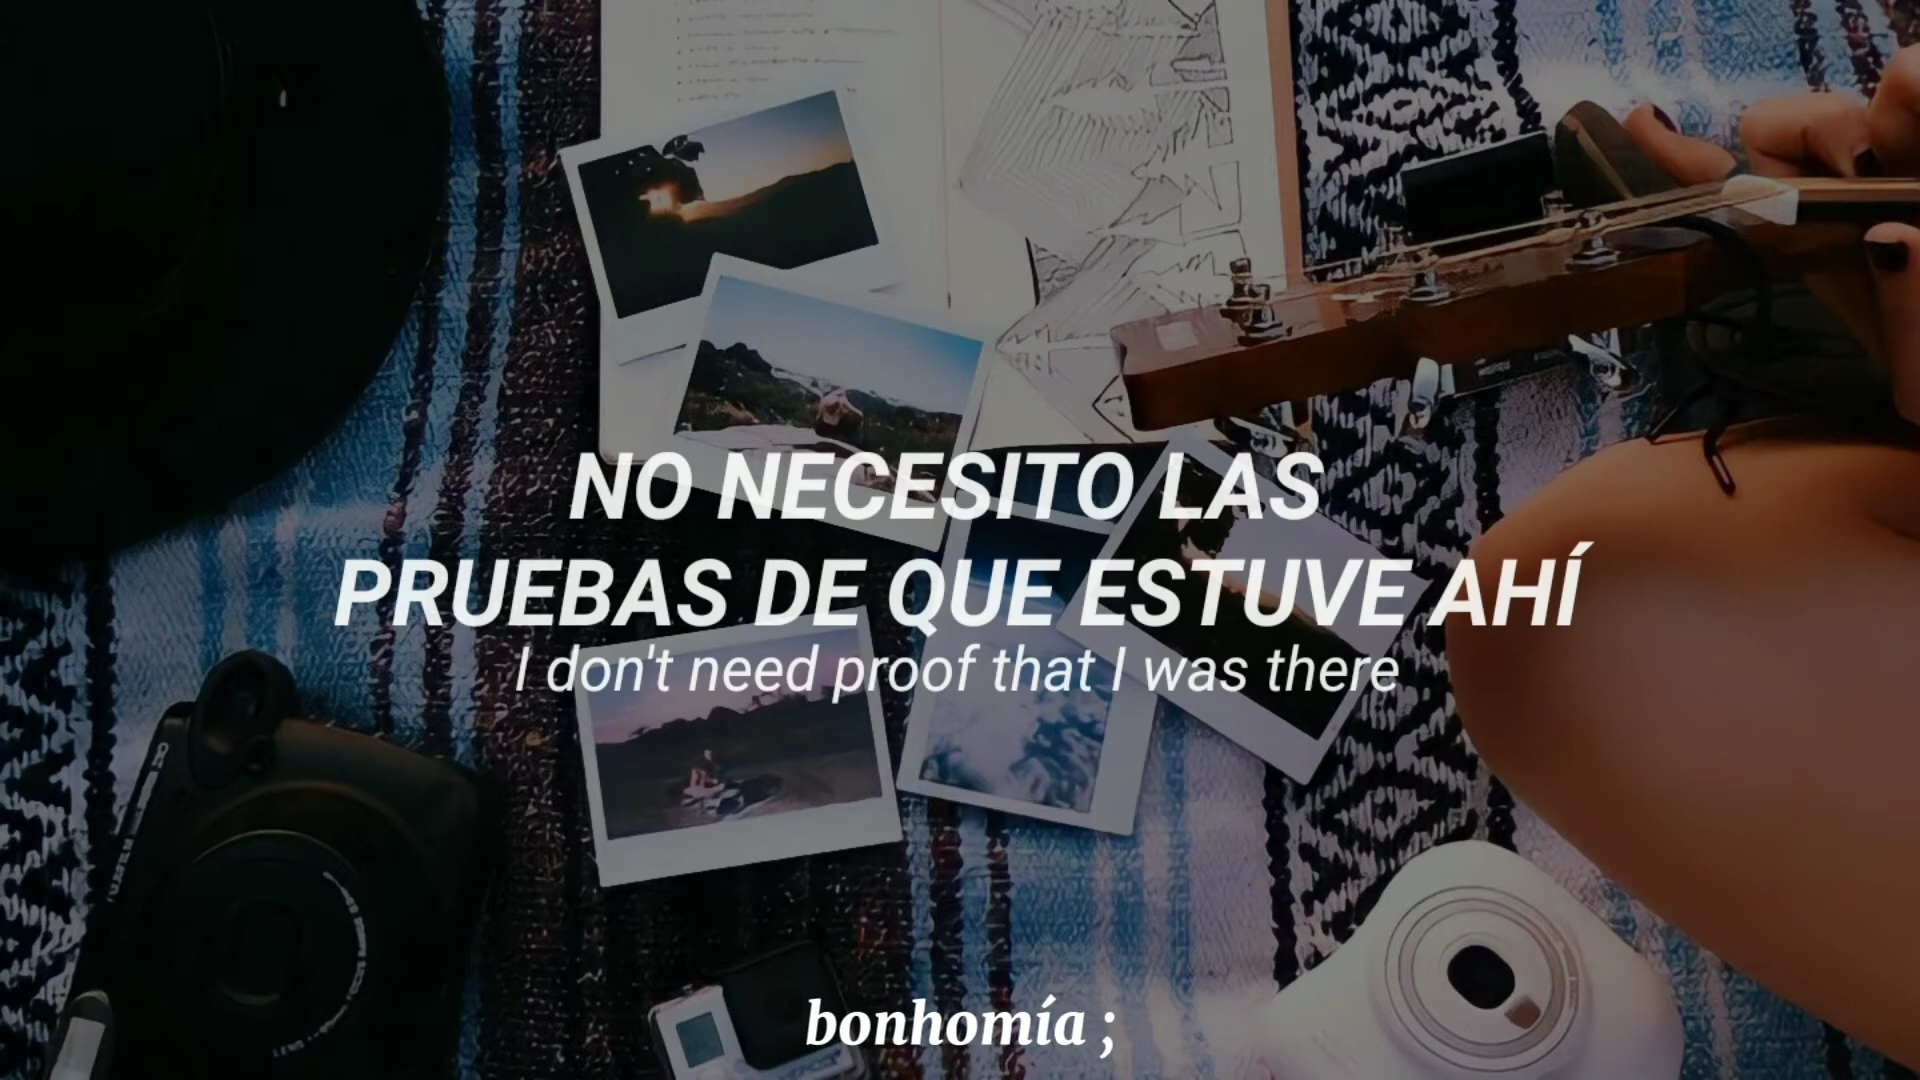 NO NECESITO LAS
PRUEBAS DE QUE ESTUVE AHÍ
I don't need proof that I was there
bonhomía ;